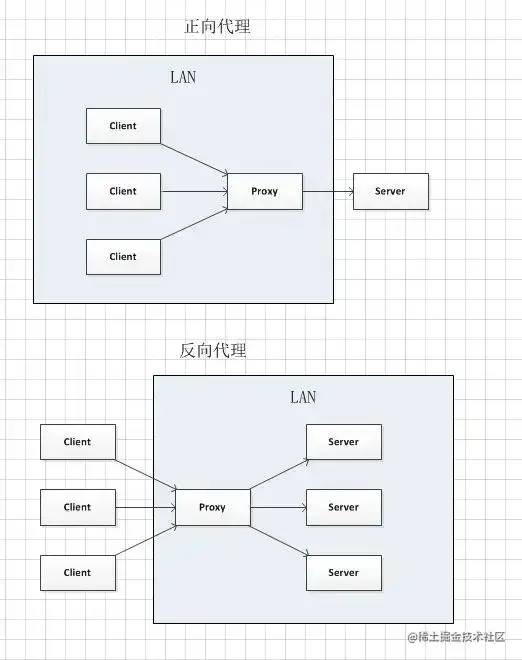 正向代理
LAN
Client
Client
Proxy
Server
Client
反向代理
LAN
Client
Server
Client
Proxy
Server
Client
Server
@稀土掘金技术社区